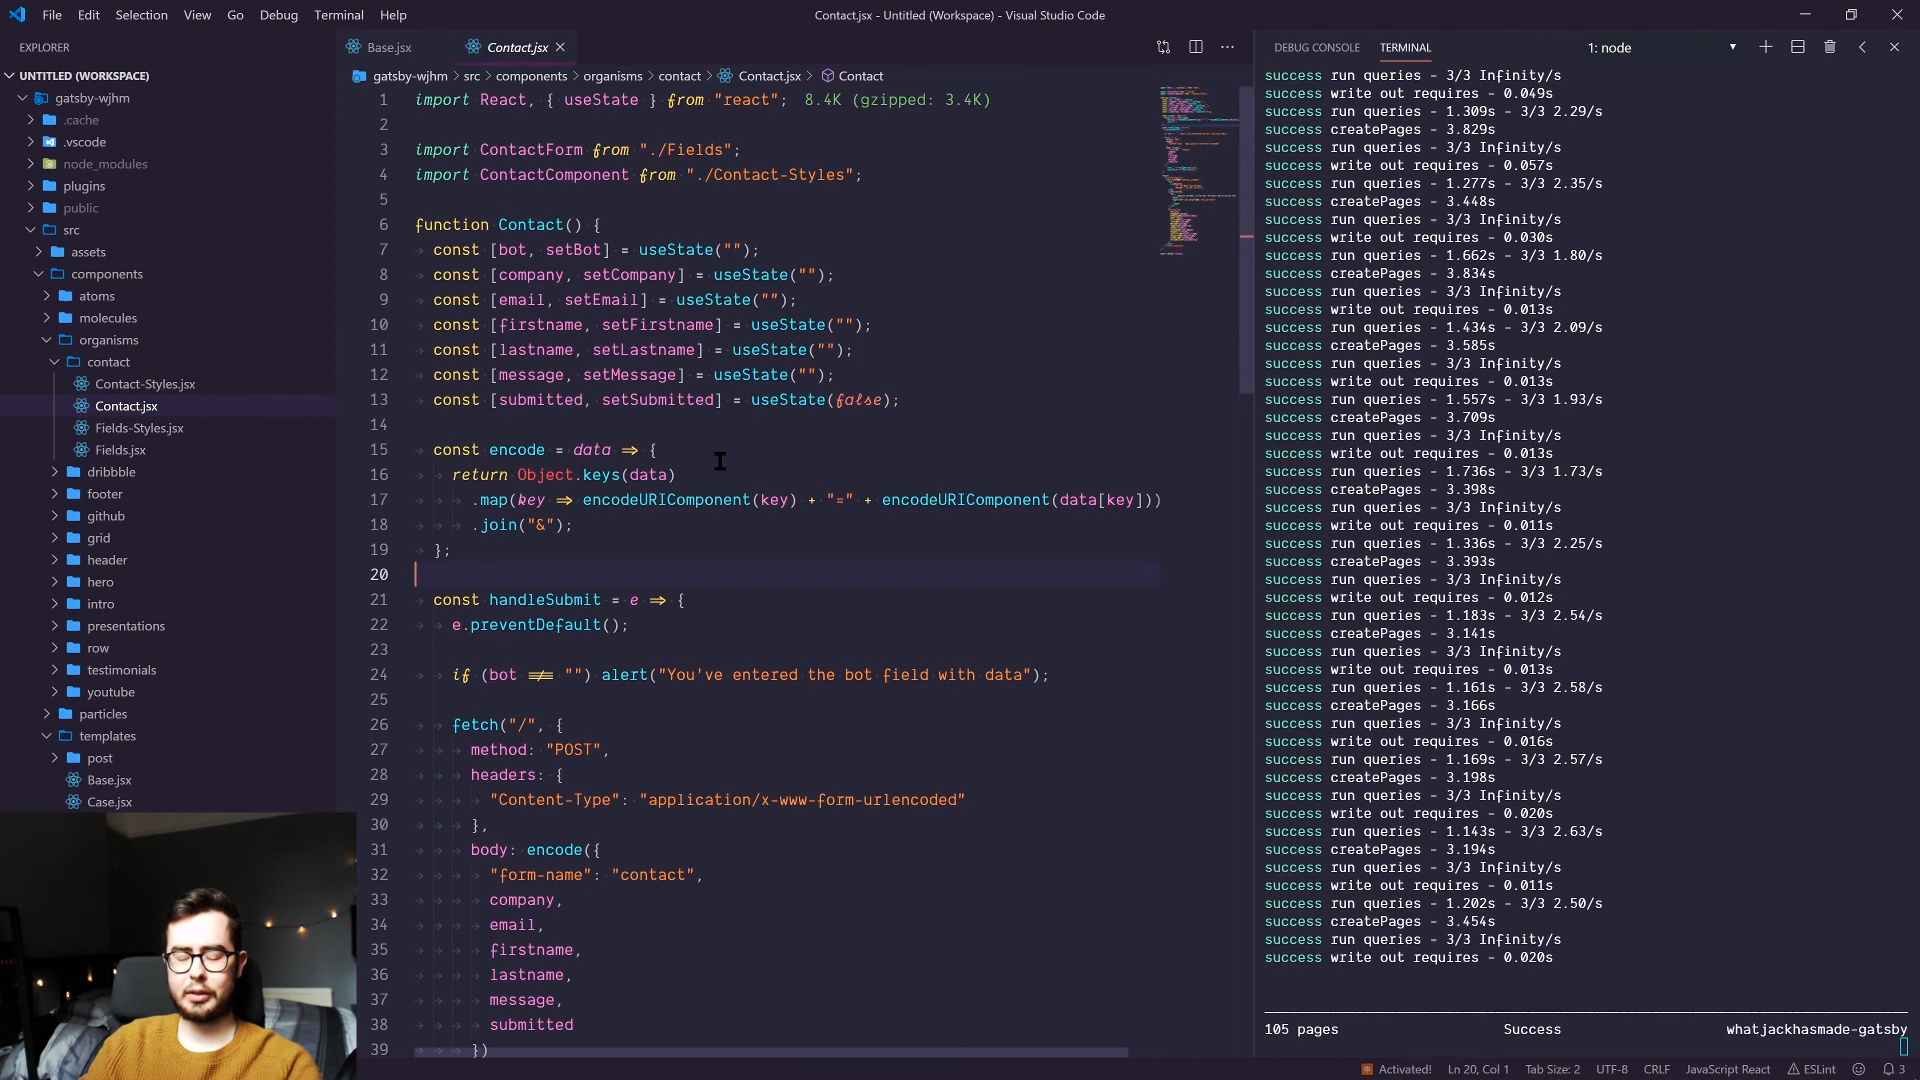 File Edit Selection View Go Debug Terminal Help
Contact.jsx - Untitled (Workspace) - Visual Studio Code
EXPLORER
UNTITLED (WORKSPACE)
gatsby-wjhm
.cache
.vscode
node_modules
plugins
public
src
assets
components
atoms
molecules
organisms
contact
Contact-Styles.jsx
Contact.jsx
Fields-Styles.jsx
Fields.jsx
dribbble
footer
github
grid
header
hero
intro
presentations
row
testimonials
youtube
particles
templates
post
Base.jsx
Case.jsx
Base.jsx Contact.jsx
gatsby-wjhm > src > components > organisms > contact > Contact.jsx > Contact
1 import React, { useState } from "react"; 8.4K (gzipped: 3.4K)
2
3 import ContactForm from "./Fields";
4 import ContactComponent from "./Contact-Styles";
5
6 function Contact() {
7 const [bot, setBot] = useState("");
8 const [company, setCompany] = useState("");
9 const [email, setEmail] = useState("");
10 const [firstname, setFirstname] = useState("");
11 const [lastname, setLastname] = useState("");
12 const [message, setMessage] = useState("");
13 const [submitted, setSubmitted] = useState(false);
14
15 const encode = data => {
16 return Object.keys(data)
17 .map(key => encodeURIComponent(key) + "=" + encodeURIComponent(data[key]))
18 .join("&");
19 };
20
21 const handleSubmit = e => {
22 e.preventDefault();
23
24 if (bot !== "") alert("You've entered the bot field with data");
25
26 fetch("/", {
27 method: "POST",
28 headers: {
29 "Content-Type": "application/x-www-form-urlencoded"
30 },
31 body: encode({
32 "form-name": "contact",
33 company,
34 email,
35 firstname,
36 lastname,
37 message,
38 submitted
39 })
DEBUG CONSOLE TERMINAL 1: node
success run queries - 3/3 Infinity/s
success write out requires - 0.049s
success run queries - 1.309s - 3/3 2.29/s
success createPages - 3.829s
success run queries - 3/3 Infinity/s
success write out requires - 0.057s
success run queries - 1.277s - 3/3 2.35/s
success createPages - 3.448s
success run queries - 3/3 Infinity/s
success write out requires - 0.030s
success run queries - 1.662s - 3/3 1.80/s
success createPages - 3.834s
success run queries - 3/3 Infinity/s
success write out requires - 0.013s
success run queries - 1.434s - 3/3 2.09/s
success createPages - 3.585s
success run queries - 3/3 Infinity/s
success write out requires - 0.013s
success run queries - 1.557s - 3/3 1.93/s
success createPages - 3.709s
success run queries - 3/3 Infinity/s
success write out requires - 0.013s
success run queries - 1.736s - 3/3 1.73/s
success createPages - 3.398s
success run queries - 3/3 Infinity/s
success write out requires - 0.011s
success run queries - 1.336s - 3/3 2.25/s
success createPages - 3.393s
success run queries - 3/3 Infinity/s
success write out requires - 0.012s
success run queries - 1.183s - 3/3 2.54/s
success createPages - 3.141s
success run queries - 3/3 Infinity/s
success write out requires - 0.013s
success run queries - 1.161s - 3/3 2.58/s
success createPages - 3.166s
success run queries - 3/3 Infinity/s
success write out requires - 0.016s
success run queries - 1.169s - 3/3 2.57/s
success createPages - 3.198s
success run queries - 3/3 Infinity/s
success write out requires - 0.020s
success run queries - 1.143s - 3/3 2.63/s
success createPages - 3.194s
success run queries - 3/3 Infinity/s
success write out requires - 0.011s
success run queries - 1.202s - 3/3 2.50/s
success createPages - 3.454s
success run queries - 3/3 Infinity/s
success write out requires - 0.020s
105 pages Success whatjackhasmade-gatsby
Activated! Ln 20, Col 1 Tab Size: 2 UTF-8 CRLF JavaScript React ESLint 3